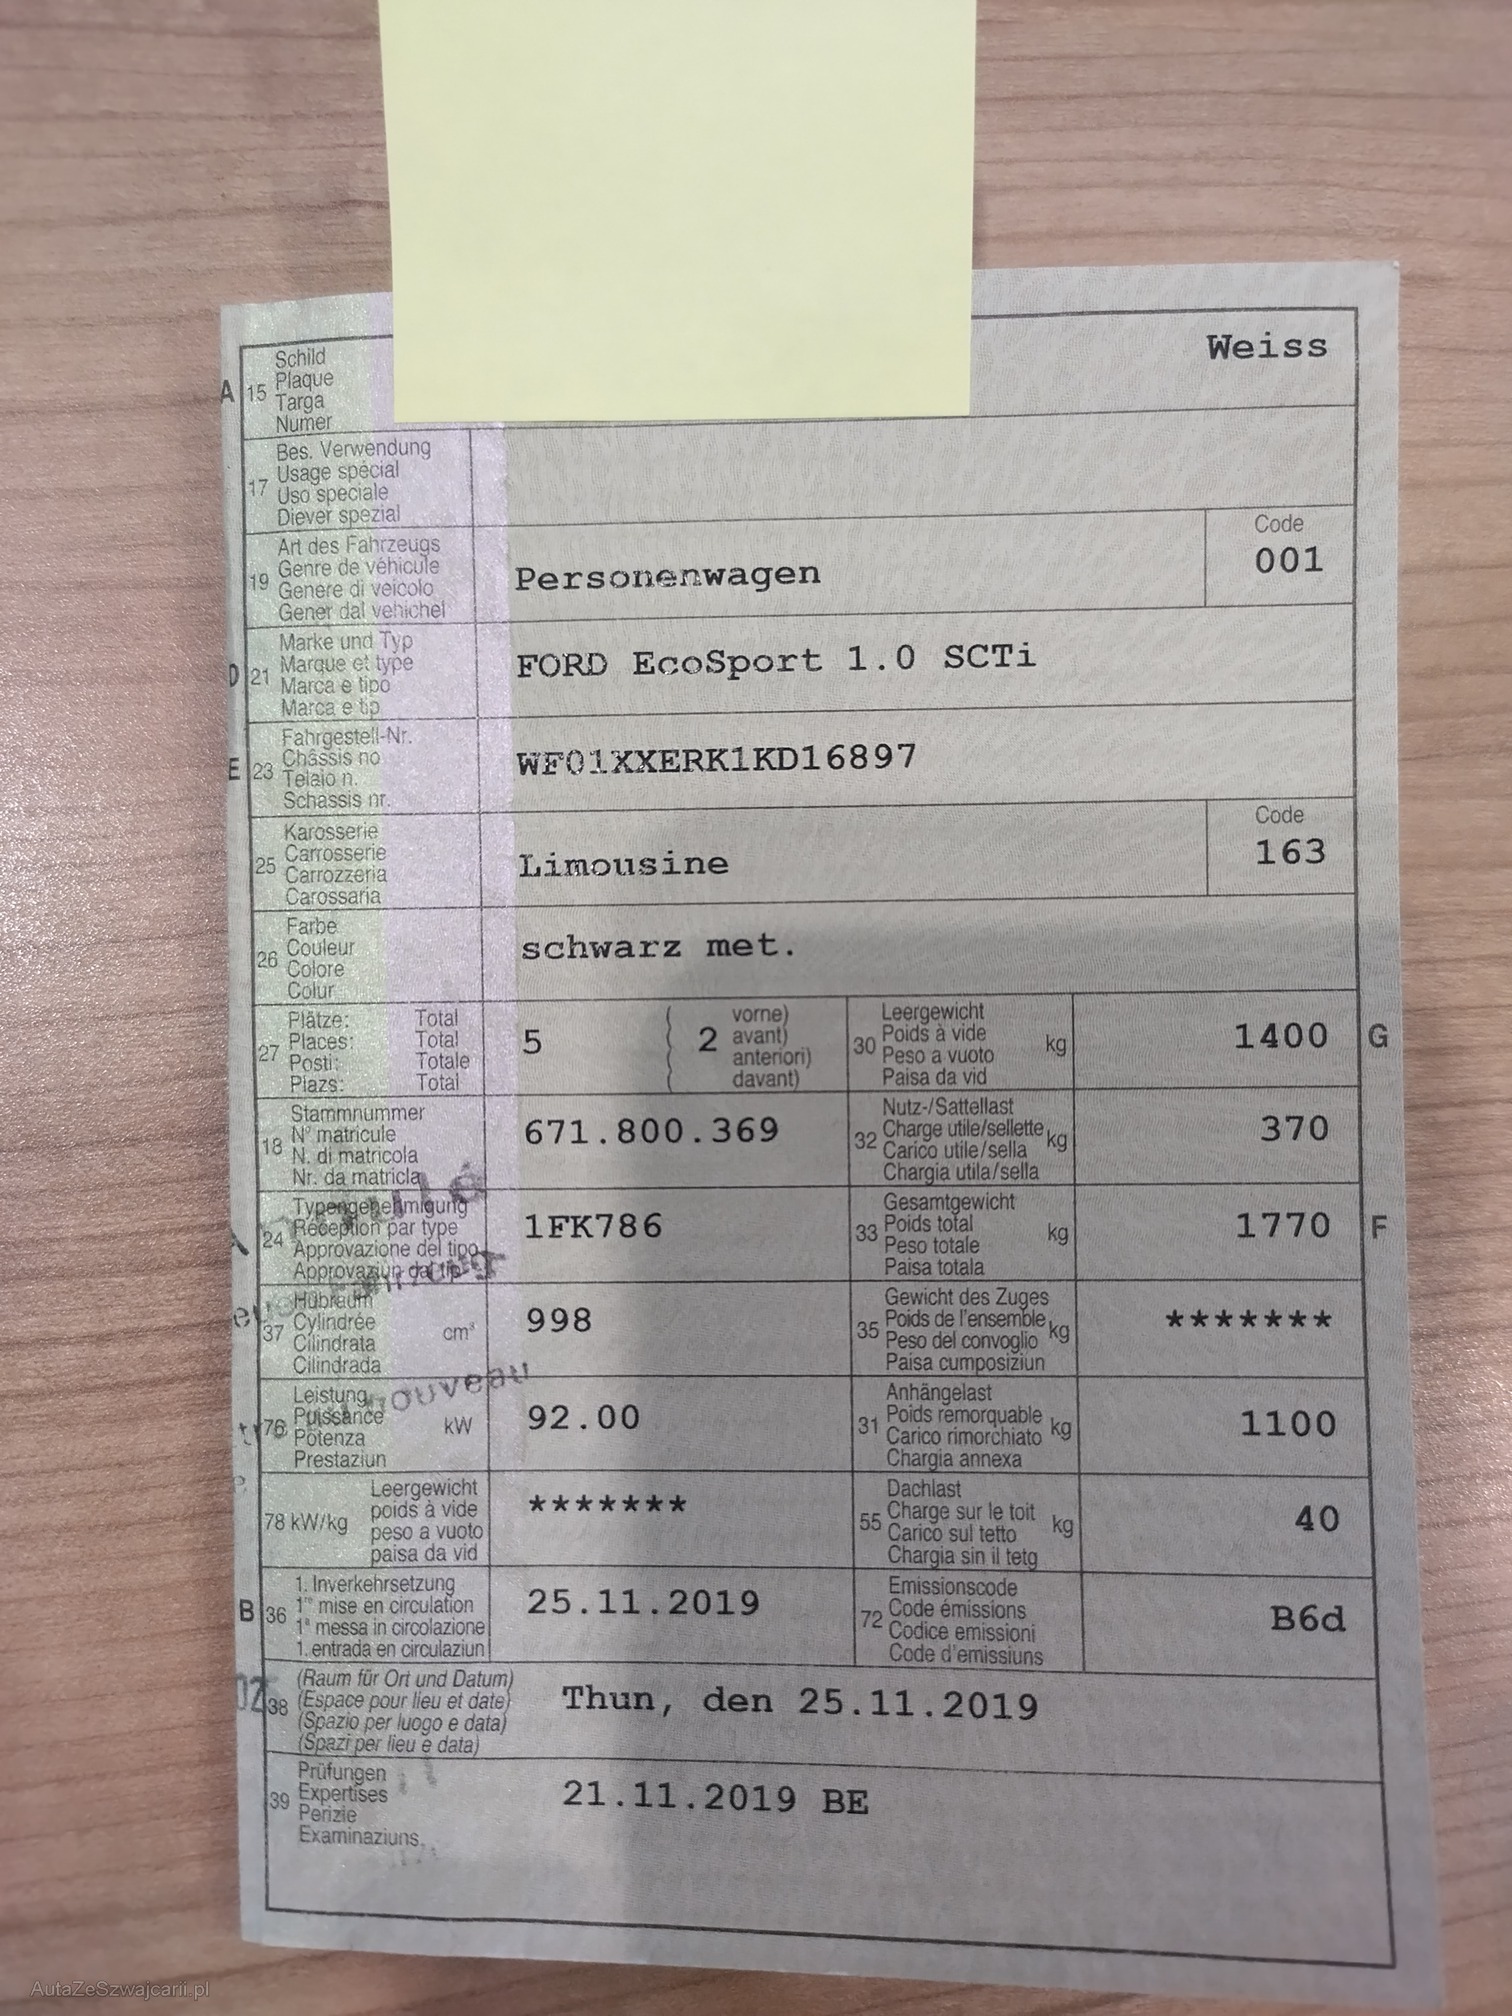 Weiss
A 15 Schild
Plaque
Targa
Numer
17 Bes. Verwendung
Usage spécial
Uso speciale
Diever spezial
19 Art des Fahrzeugs
Genre de véhicule
Genere di veicolo
Gener dal vehichel
Personenwagen
Code
001
D 21 Marke und Typ
Marque et type
Marca e tipo
Marca e tip
FORD EcoSport 1.0 SCTi
E 23 Fahrgestell-Nr.
Châssis no
Telaio n.
Schassis nr.
WF01XXERK1KD16897
25 Karosserie
Carrosserie
Carrozzeria
Carossaria
Limousine
Code
163
26 Farbe
Couleur
Colore
Colur
schwarz met.
27 Plätze: Total
Places: Total
Posti: Totale
Plazs: Total
5 2 vorne)
avant)
anteriori)
davant)
30 Leergewicht
Poids à vide
Peso a vuoto
Paisa da vid
kg 1400 G
18 Stammnummer
N° matricule
N. di matricola
Nr. da matricla
671.800.369
32 Nutz-/Sattellast
Charge utile/sellette
Carico utile/sella
Chargia utila/sella
kg 370
24 Typengenehmigung
Réception par type
Approvazione del tipo
Approvaziun dal tip
1FK786
33 Gesamtgewicht
Poids total
Peso totale
Paisa totala
kg 1770 F
37 Hubraum
Cylindrée
Cilindrata
Cilindrada
cm³ 998
35 Gewicht des Zuges
Poids de l'ensemble
Peso del convoglio
Paisa cumposiziun
kg *******
nouveau
76 Leistung
Puissance
Potenza
Prestaziun
kW 92.00
31 Anhängelast
Poids remorquable
Carico rimorchiato
Chargia annexa
kg 1100
78 kW/kg Leergewicht
poids à vide
peso a vuoto
paisa da vid
*******
55 Dachlast
Charge sur le toit
Carico sul tetto
Chargia sin il tetg
kg 40
B 36 1. Inverkehrsetzung
1re mise en circulation
1a messa in circolazione
1. entrada en circulaziun
25.11.2019
72 Emissionscode
Code émissions
Codice emissioni
Code d'emissiuns
B6d
38 (Raum für Ort und Datum)
(Espace pour lieu et date)
(Spazio per luogo e data)
(Spazi per lieu e data)
Thun, den 25.11.2019
39 Prüfungen
Expertises
Perizie
Examinaziuns
21.11.2019 BE
AutaZeSzwajcarii.pl